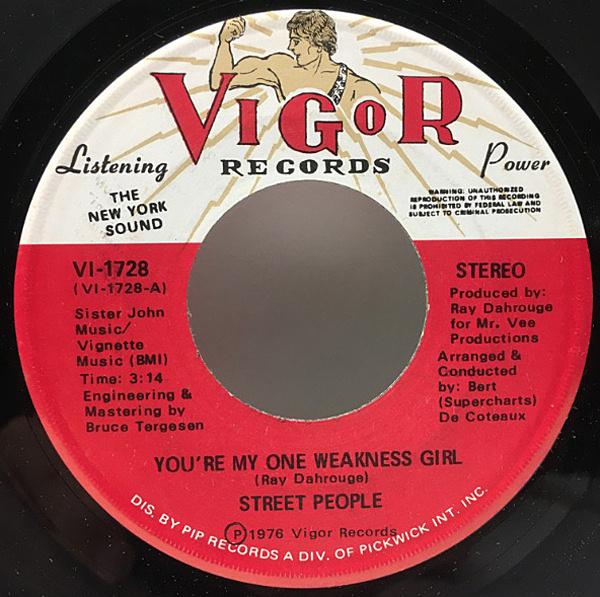 VIGOR
RECORDS
Listening
Power
THE
NEW YORK
SOUND
WARNING: UNAUTHORIZED
REPRODUCTION OF THIS RECORDING
IS PROHIBITED BY FEDERAL LAW AND
SUBJECT TO CRIMINAL PROSECUTION
VI-1728
(VI-1728-A)
Sister John
Music/
Vignette
Music (BMI)
Time: 3:14
Engineering &
Mastering by
Bruce Tergesen
STEREO
Produced by:
Ray Dahrouge
for Mr. Vee
Productions
Arranged &
Conducted
by: Bert
(Supercharts)
De Coteaux
YOU'RE MY ONE WEAKNESS GIRL
(Ray Dahrouge)
STREET PEOPLE
Ⓟ1976 Vigor Records
DIS. BY PIP RECORDS A DIV. OF PICKWICK INT. INC.